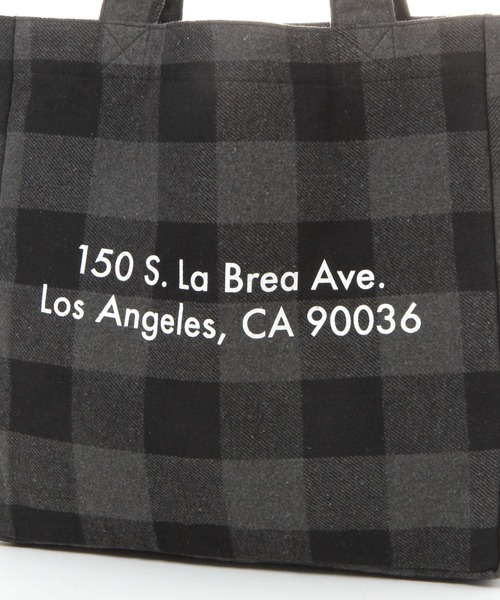 150 S. La Brea Ave.
Los Angeles, CA 90036